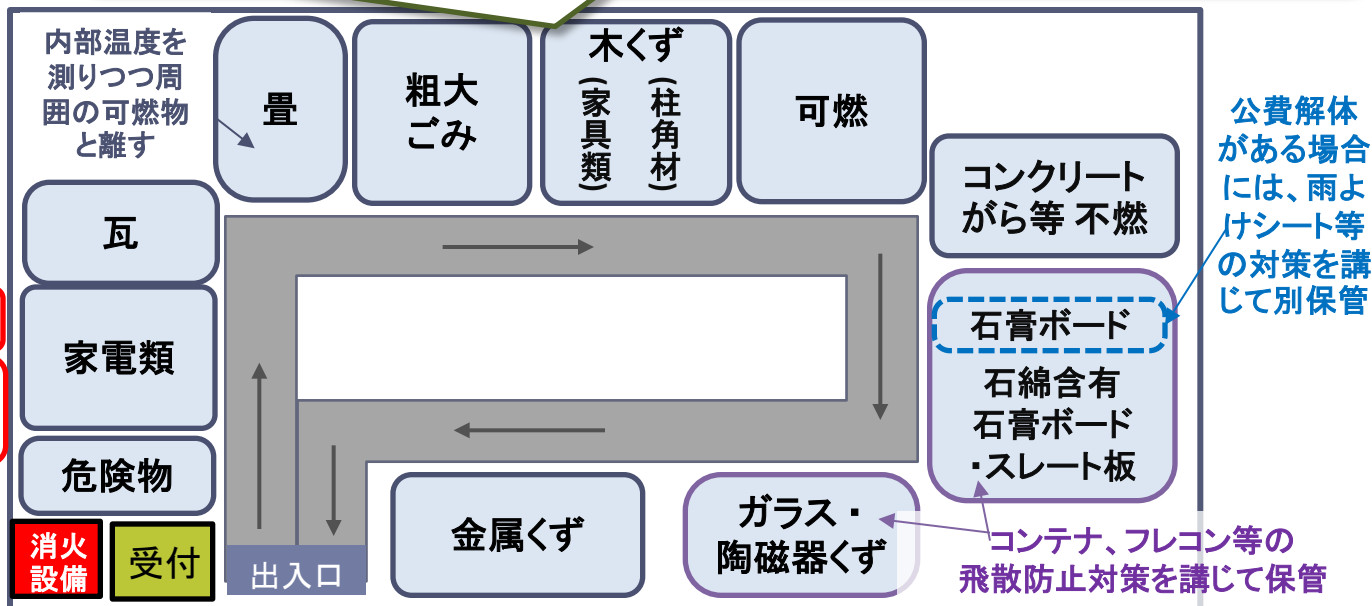 内部温度を
測りつつ周
囲の可燃物
と離す
畳
粗大
ごみ
木くず
(家具類)
(柱角材)
可燃
コンクリート
がら等 不燃
公費解体
がある場合
には、雨よ
けシート等
の対策を講
じて別保管
瓦
家電類
危険物
石膏ボード
石綿含有
石膏ボード
・スレート板
消火
設備
受付
出入口
金属くず
ガラス・
陶磁器くず
コンテナ、フレコン等の
飛散防止対策を講じて保管